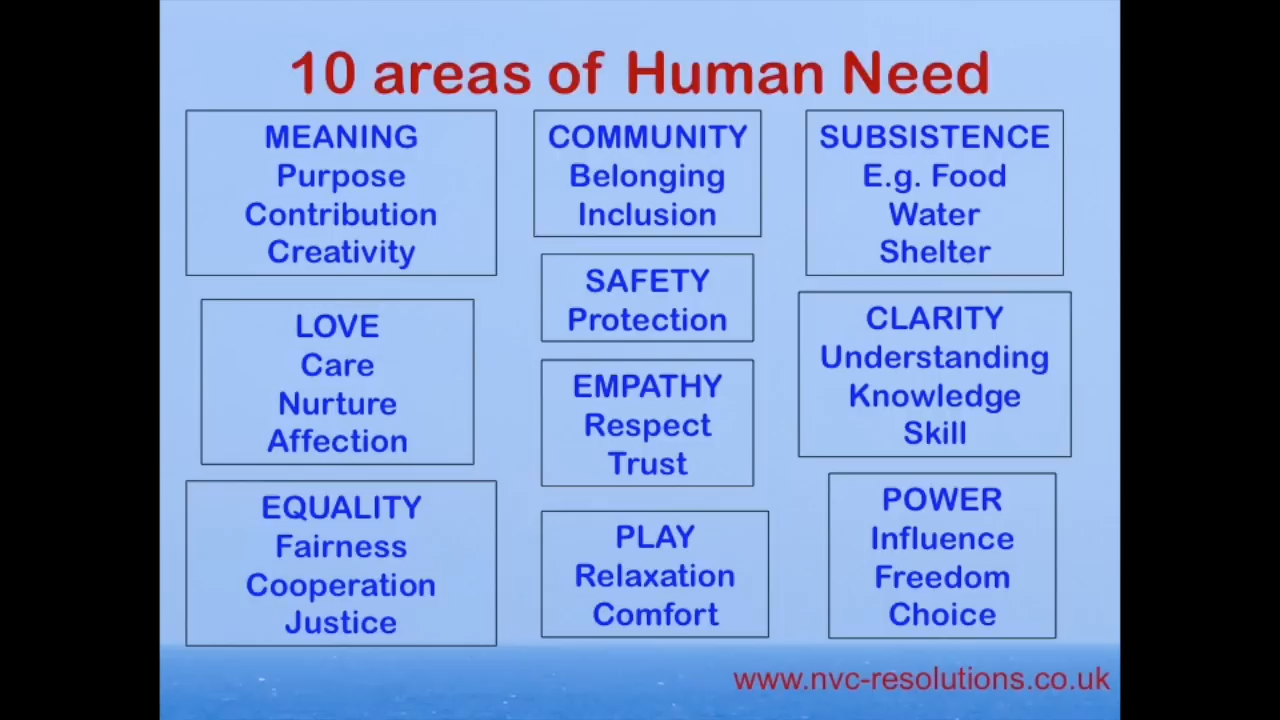 10 areas of Human Need
MEANING
Purpose
Contribution
Creativity
LOVE
Care
Nurture
Affection
EQUALITY
Fairness
Cooperation
Justice
COMMUNITY
Belonging
Inclusion
SAFETY
Protection
EMPATHY
Respect
Trust
PLAY
Relaxation
Comfort
SUBSISTENCE
E.g. Food
Water
Shelter
CLARITY
Understanding
Knowledge
Skill
POWER
Influence
Freedom
Choice
www.nvc-resolutions.co.uk